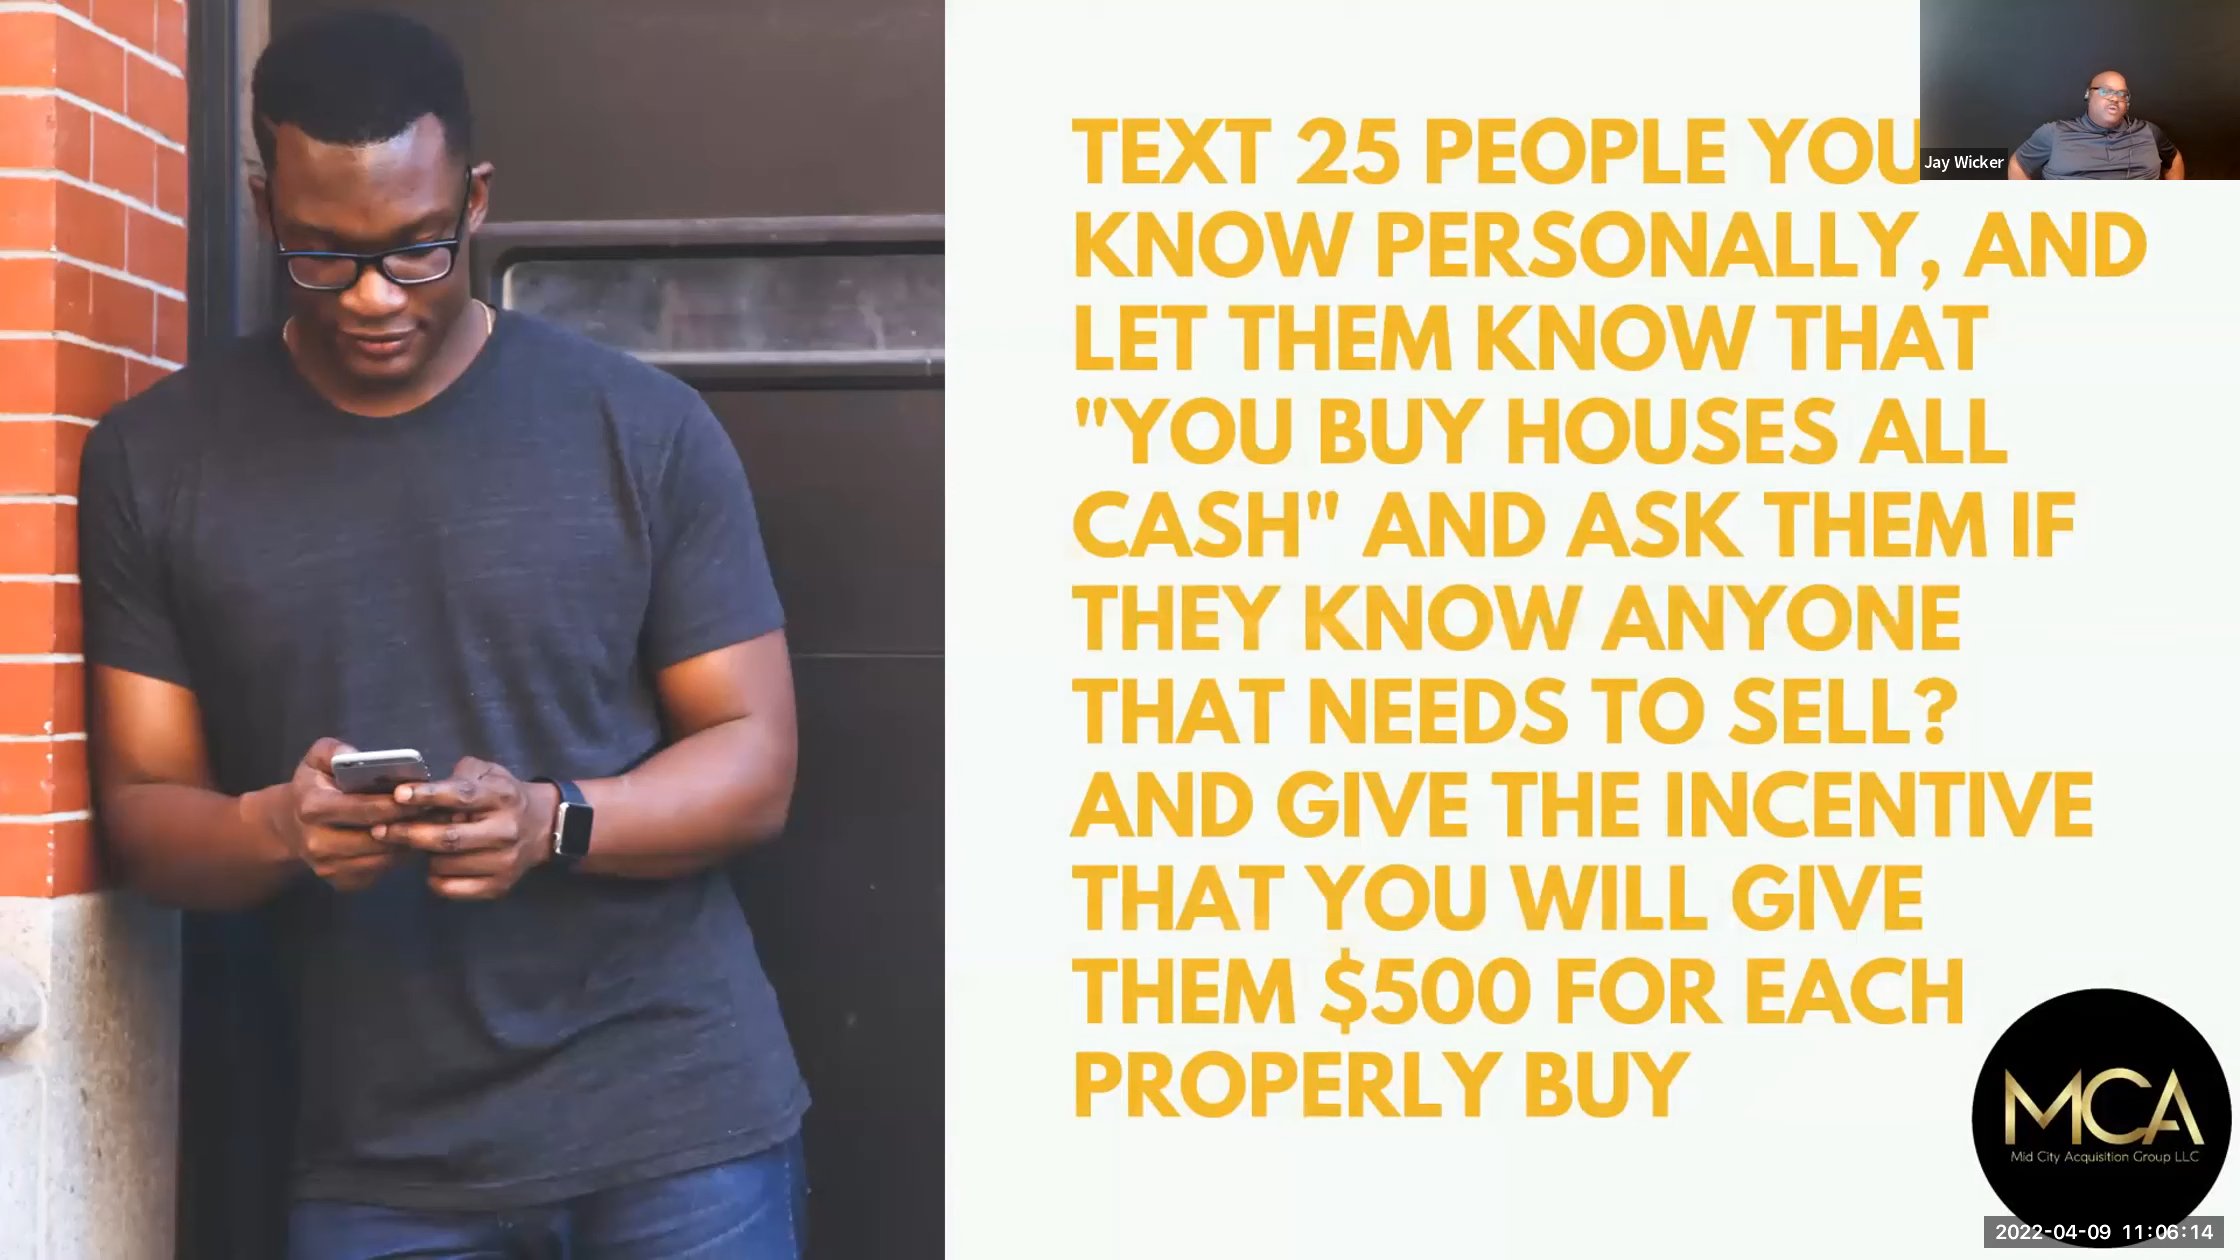 TEXT 25 PEOPLE YOU
KNOW PERSONALLY, AND
LET THEM KNOW THAT
"YOU BUY HOUSES ALL
CASH" AND ASK THEM IF
THEY KNOW ANYONE
THAT NEEDS TO SELL?
AND GIVE THE INCENTIVE
THAT YOU WILL GIVE
THEM $500 FOR EACH
PROPERLY BUY
Jay Wicker
MCA
Mid City Acquisition Group LLC
2022-04-09 11:06:14